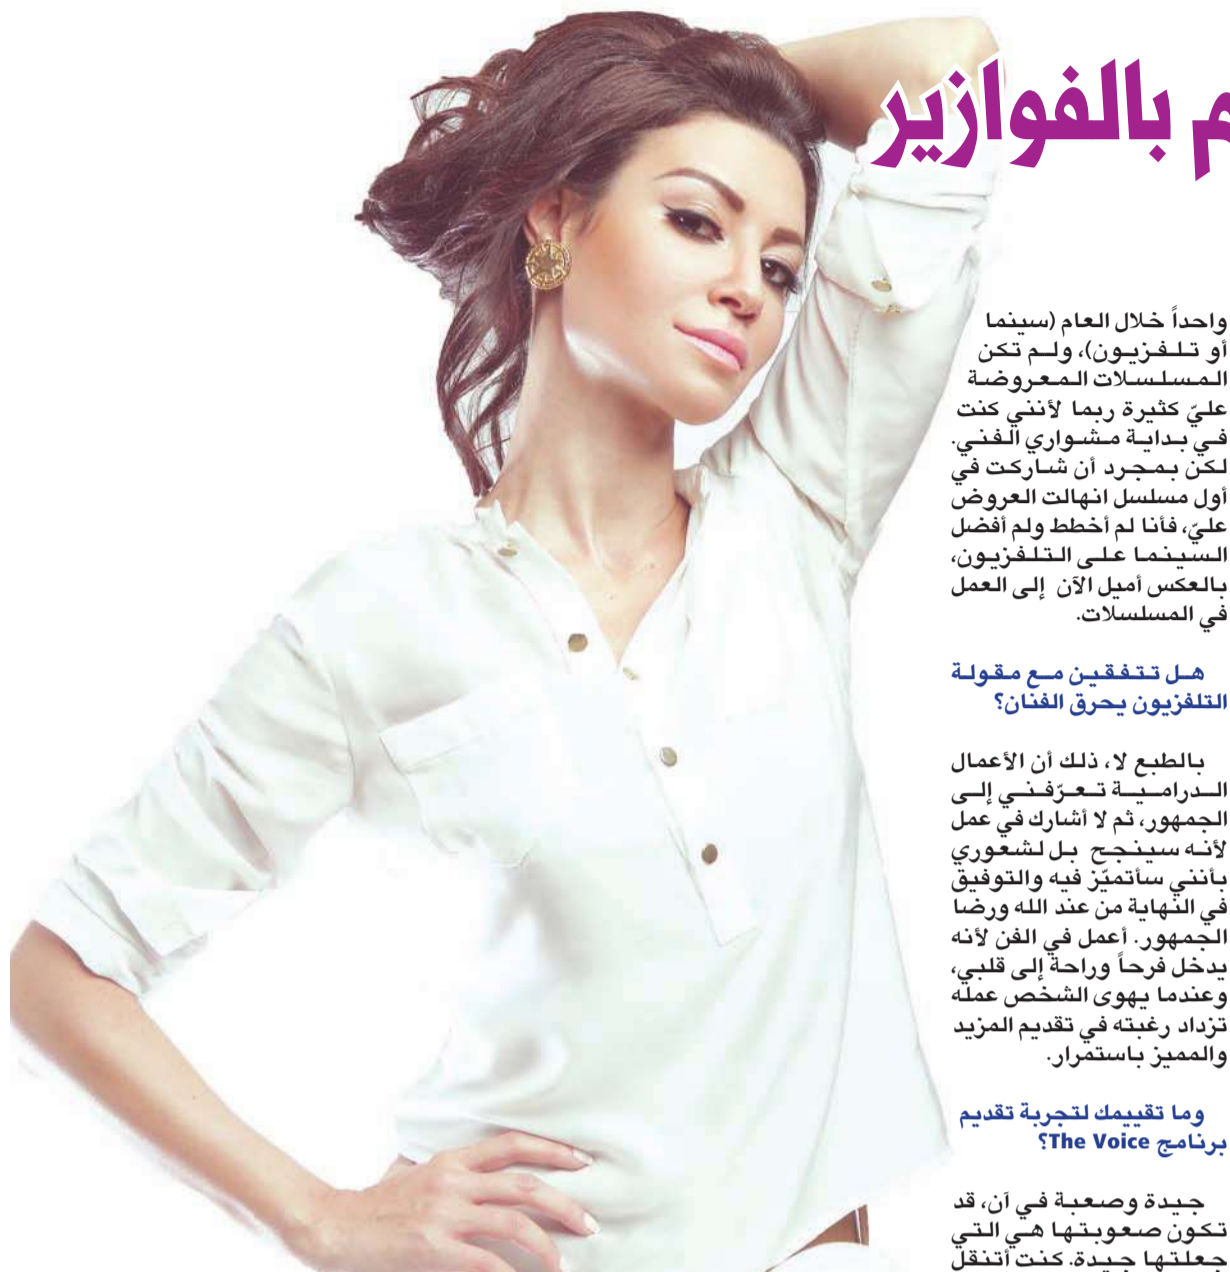 م بالفوازير
واحداً خلال العام (سينما
أو تلفزيون)، ولم تكن
المسلسلات المعروضة
عليّ كثيرة ربما لأنني كنت
في بداية مشواري الفني.
لكن بمجرد أن شاركت في
أول مسلسل انهالت العروض
عليّ، فأنا لم أخطط ولم أفضل
السينما على التلفزيون،
بالعكس أميل الآن إلى العمل
في المسلسلات.
هل تتفقين مع مقولة
التلفزيون يحرق الفنان؟
بالطبع لا، ذلك أن الأعمال
الدرامية تعرّفني إلى
الجمهور، ثم لا أشارك في عمل
لأنه سينجح بل لشعوري
بأنني سأتميّز فيه والتوفيق
في النهاية من عند الله ورضا
الجمهور. أعمل في الفن لأنه
يدخل فرحاً وراحة إلى قلبي،
وعندما يهوى الشخص عمله
تزداد رغبته في تقديم المزيد
والمميز باستمرار.
وما تقييمك لتجربة تقديم
برنامج The Voice؟
جيدة وصعبة في آن، قد
تكون صعوبتها هي التي
جعلتها جيدة. كنت أتنقل